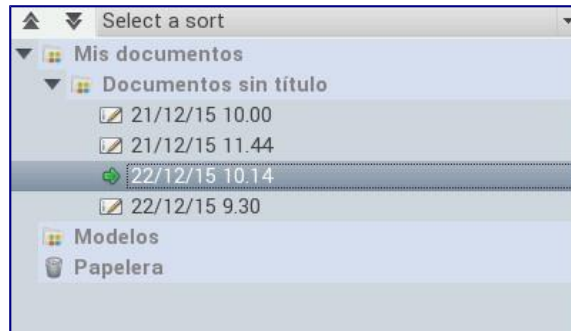 Select a sort
Mis documentos
Documentos sin título
21/12/15 10.00
21/12/15 11.44
22/12/15 10.14
22/12/15 9.30
Modelos
Papelera